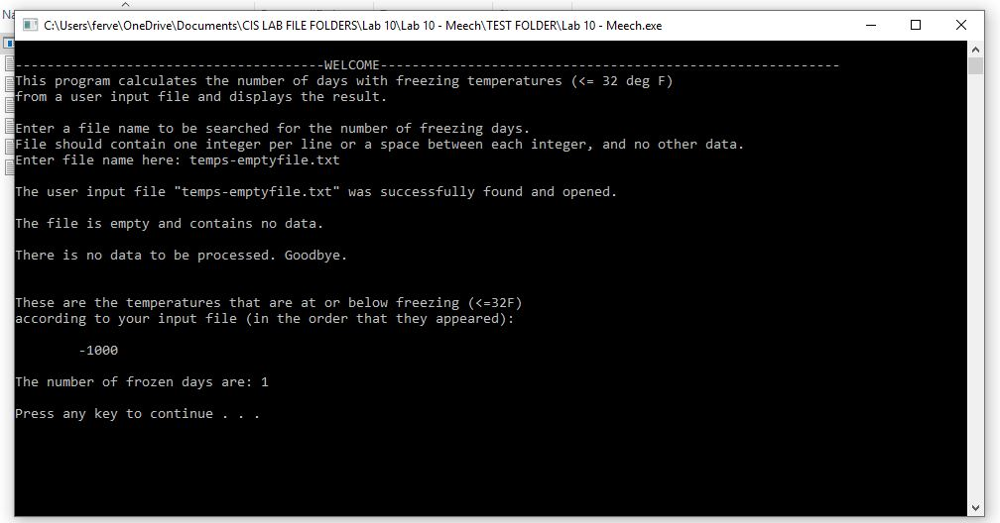 C:\Users\ferve\OneDrive\Documents\CIS LAB FILE FOLDERS\Lab 10\Lab 10 - Meech\TEST FOLDER\Lab 10 - Meech.exe
---------------------------------------WELCOME----------------------------------------------------------
This program calculates the number of days with freezing temperatures (<= 32 deg F)
from a user input file and displays the result.
Enter a file name to be searched for the number of freezing days.
File should contain one integer per line or a space between each integer, and no other data.
Enter file name here: temps-emptyfile.txt
The user input file "temps-emptyfile.txt" was successfully found and opened.
The file is empty and contains no data.
There is no data to be processed. Goodbye.
These are the temperatures that are at or below freezing (<=32F)
according to your input file (in the order that they appeared):
-1000
The number of frozen days are: 1
Press any key to continue . . .